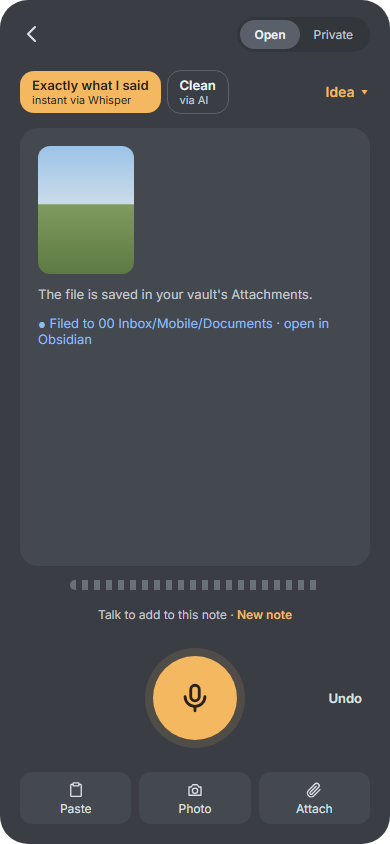 Open Private
Exactly what I said
instant via Whisper
Clean
via AI
Idea
The file is saved in your vault's Attachments.
Filed to 00 Inbox/Mobile/Documents · open in
Obsidian
Talk to add to this note · New note
Undo
Paste
Photo
Attach